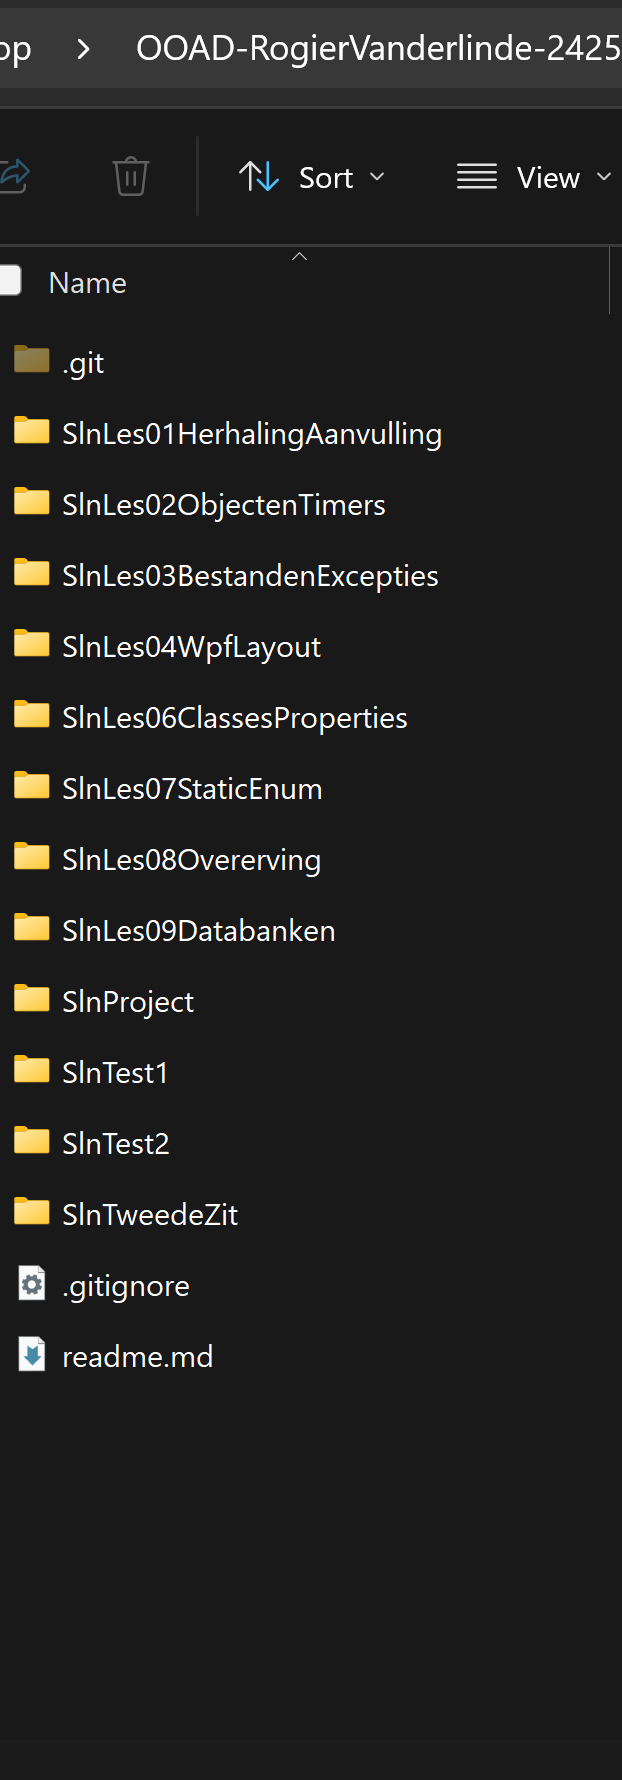 OOAD-RogierVanderlinde-2425
Sort View
Name
.git
SlnLes01HerhalingAanvulling
SlnLes02ObjectenTimers
SlnLes03BestandenExcepties
SlnLes04WpfLayout
SlnLes06ClassesProperties
SlnLes07StaticEnum
SlnLes08Overerving
SlnLes09Databanken
SlnProject
SlnTest1
SlnTest2
SlnTweedeZit
.gitignore
readme.md